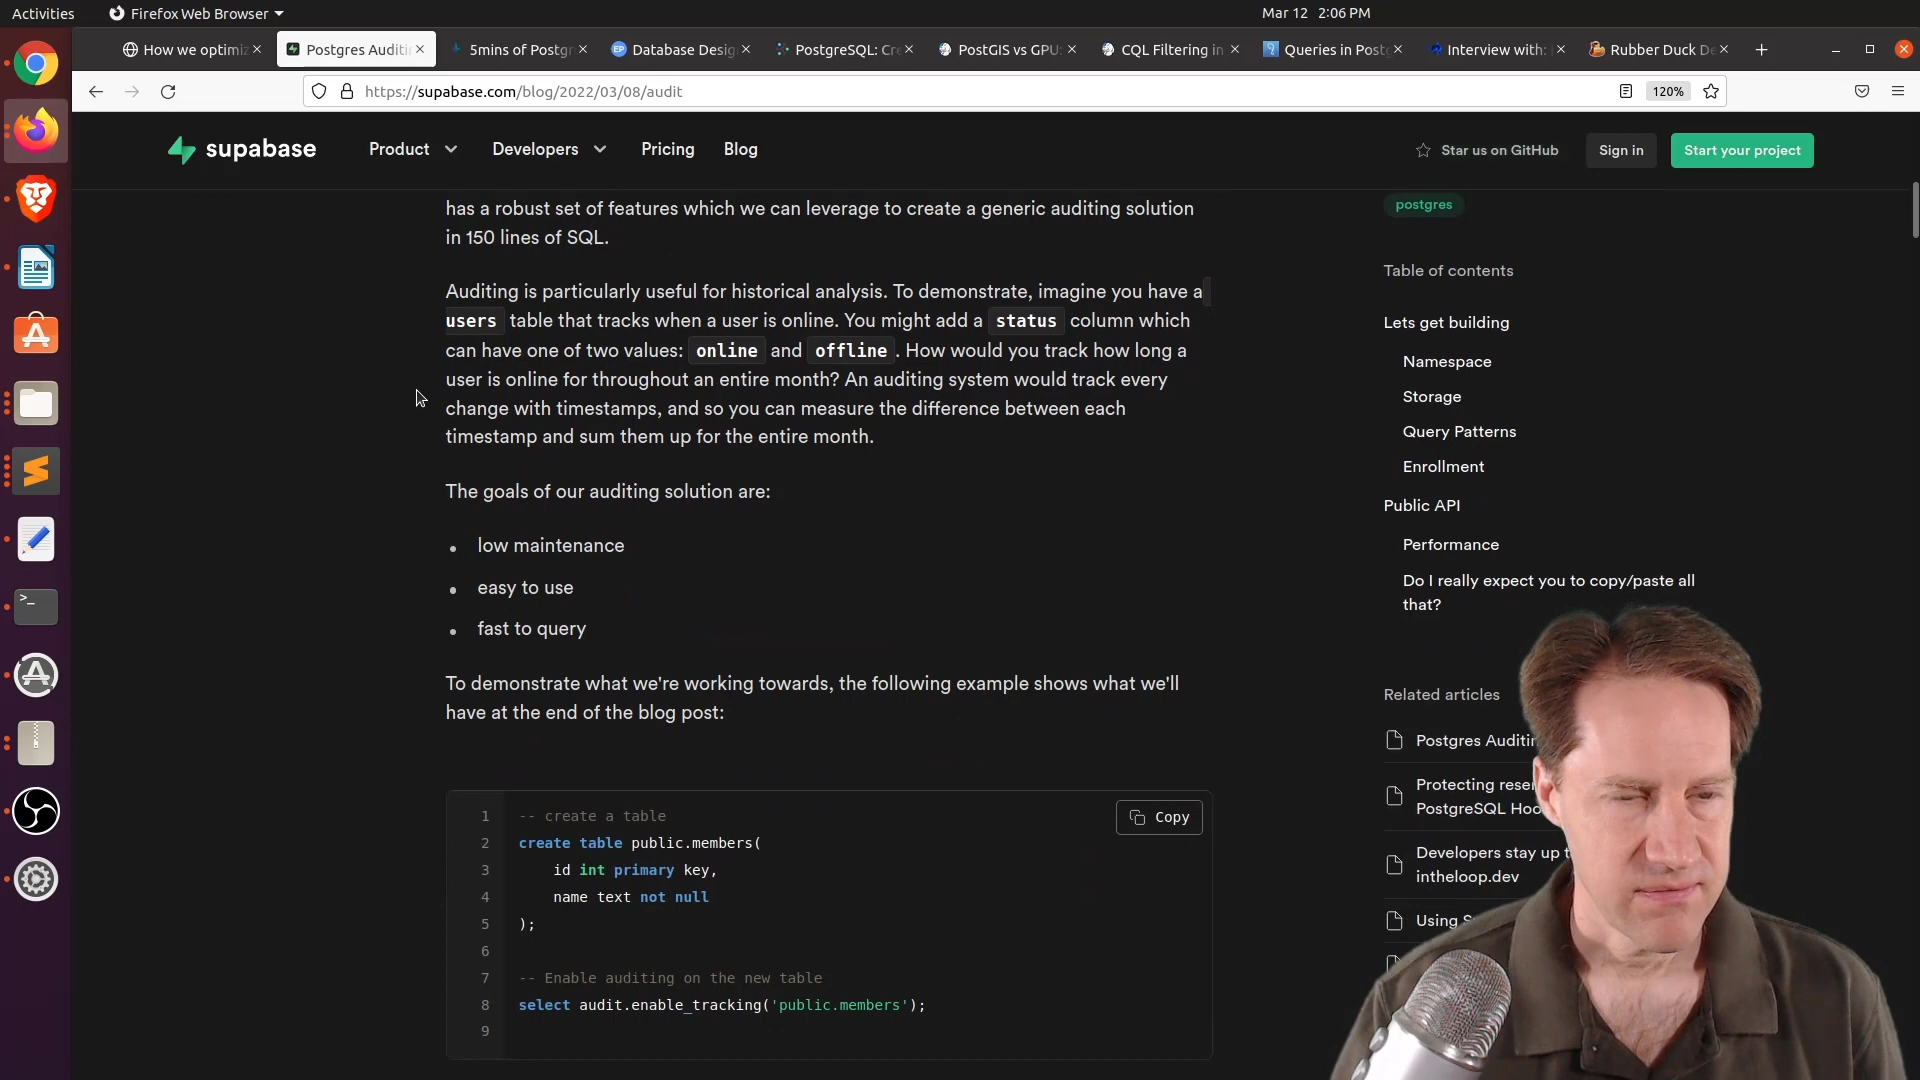 Activities
Firefox Web Browser
Mar 12 2:06 PM
How we optimiz
Postgres Auditi
5mins of Postgr
Database Desig
PostgreSQL: Cre
PostGIS vs GPU:
CQL Filtering in
Queries in Postg
Interview with:
Rubber Duck De
https://supabase.com/blog/2022/03/08/audit
120%
supabase
Product
Developers
Pricing
Blog
Star us on GitHub
Sign in
Start your project
has a robust set of features which we can leverage to create a generic auditing solution
in 150 lines of SQL.
Auditing is particularly useful for historical analysis. To demonstrate, imagine you have a
users table that tracks when a user is online. You might add a status column which
can have one of two values: online and offline. How would you track how long a
user is online for throughout an entire month? An auditing system would track every
change with timestamps, and so you can measure the difference between each
timestamp and sum them up for the entire month.
The goals of our auditing solution are:
• low maintenance
• easy to use
• fast to query
To demonstrate what we're working towards, the following example shows what we'll
have at the end of the blog post:
Copy
1 -- create a table
2 create table public.members(
3 id int primary key,
4 name text not null
5 );
6
7 -- Enable auditing on the new table
8 select audit.enable_tracking('public.members');
9
postgres
Table of contents
Lets get building
Namespace
Storage
Query Patterns
Enrollment
Public API
Performance
Do I really expect you to copy/paste all
that?
Related articles
Postgres Auditin
Protecting reser
PostgreSQL Hoo
Developers stay up t
intheloop.dev
Using S